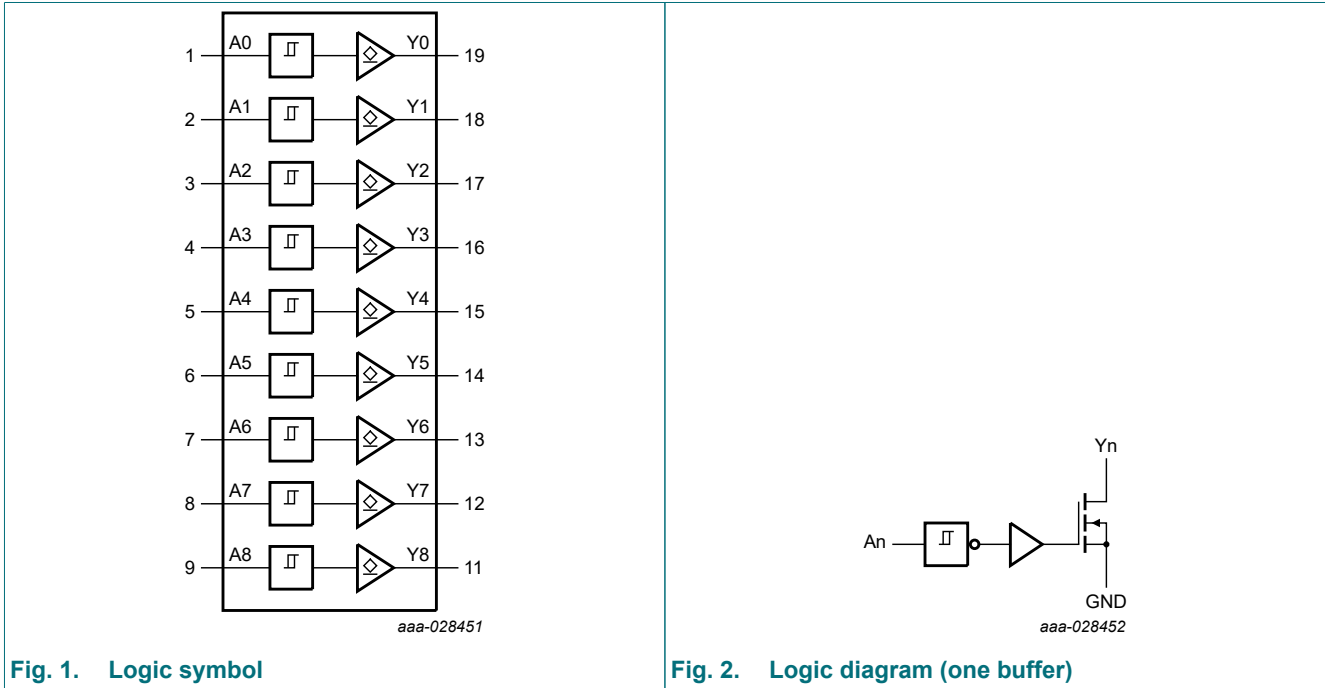 1 A0 Y0 19
2 A1 Y1 18
3 A2 Y2 17
4 A3 Y3 16
5 A4 Y4 15
6 A5 Y5 14
7 A6 Y6 13
8 A7 Y7 12
9 A8 Y8 11
aaa-028451
Fig. 1. Logic symbol
Yn
An
GND
aaa-028452
Fig. 2. Logic diagram (one buffer)